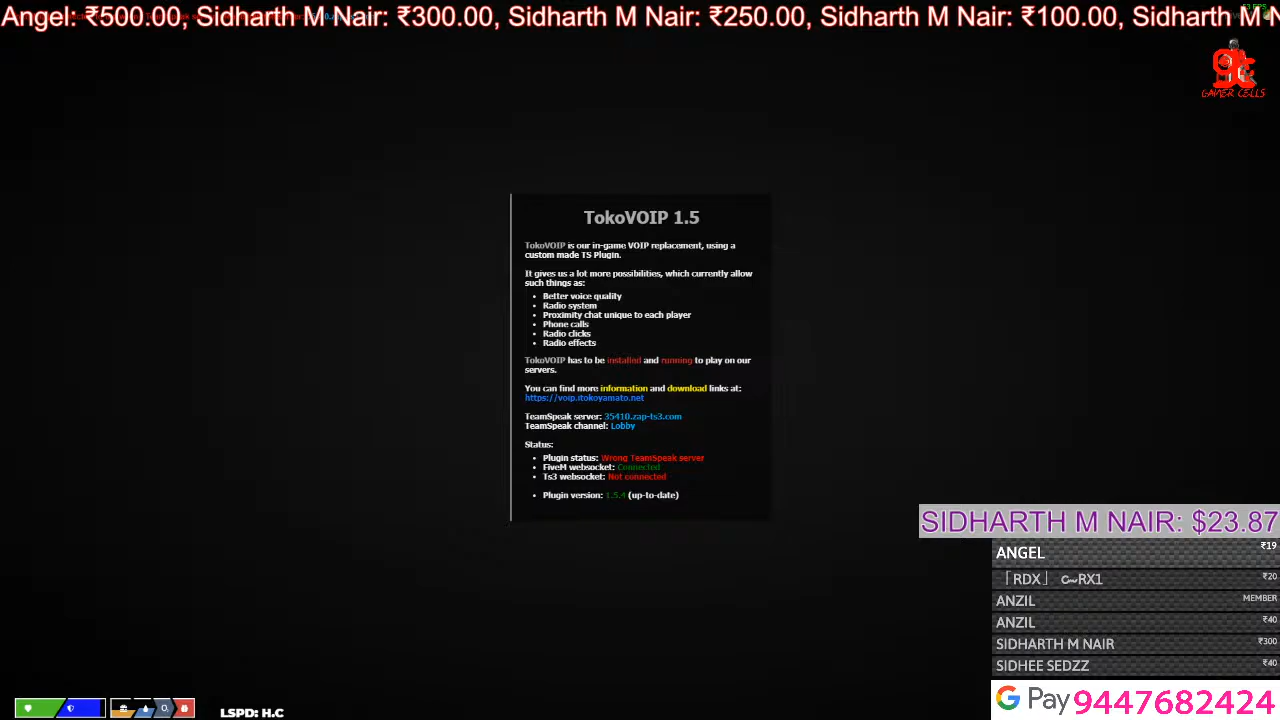 Angel: ₹500.00, Sidharth M Nair: ₹300.00, Sidharth M Nair: ₹250.00, Sidharth M Nair: ₹100.00, Sidharth M N
GAMER CELLS
TokoVOIP 1.5
TokoVOIP is our in-game VOIP replacement, using a
custom made TS Plugin.
It gives us a lot more possibilities, which currently allow
such things as:
Better voice quality
Radio system
Proximity chat unique to each player
Phone calls
Radio clicks
Radio effects
TokoVOIP has to be installed and running to play on our
servers.
You can find more information and download links at:
https://voip.itokoyamato.net
TeamSpeak server: 35410.zap-ts3.com
TeamSpeak channel: Lobby
Status:
Plugin status: Wrong TeamSpeak server
FiveM websocket: Connected
Ts3 websocket: Not connected
Plugin version: 1.5.4 (up-to-date)
SIDHARTH M NAIR: $23.87
ANGEL ₹19
「RDX」 RX1 ₹20
ANZIL MEMBER
ANZIL ₹40
SIDHARTH M NAIR ₹300
SIDHEE SEDZZ ₹40
G Pay 9447682424
LSPD: H.C